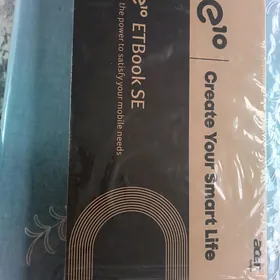 e10
Create Your Smart Life
e10 ETBook SE
the power to satisfy your mobile needs